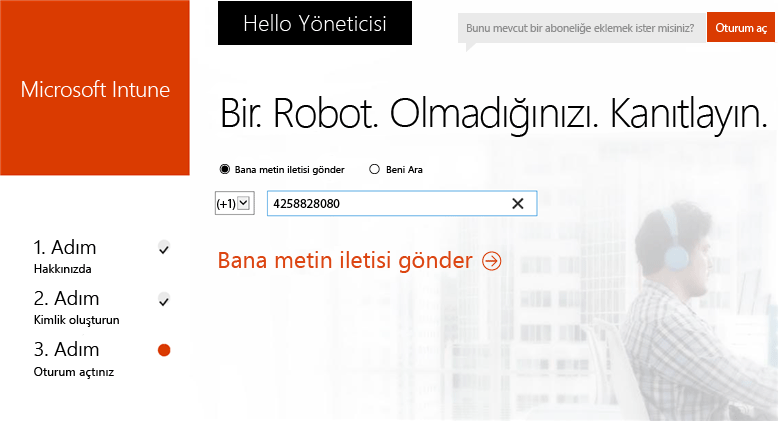 Hello Yöneticisi
Bunu mevcut bir aboneliğe eklemek ister misiniz?
Oturum aç
Microsoft Intune
Bir. Robot. Olmadığınızı. Kanıtlayın.
Bana metin iletisi gönder
Beni Ara
(+1)
4258828080
Bana metin iletisi gönder
1. Adım
Hakkınızda
2. Adım
Kimlik oluşturun
3. Adım
Oturum açtınız